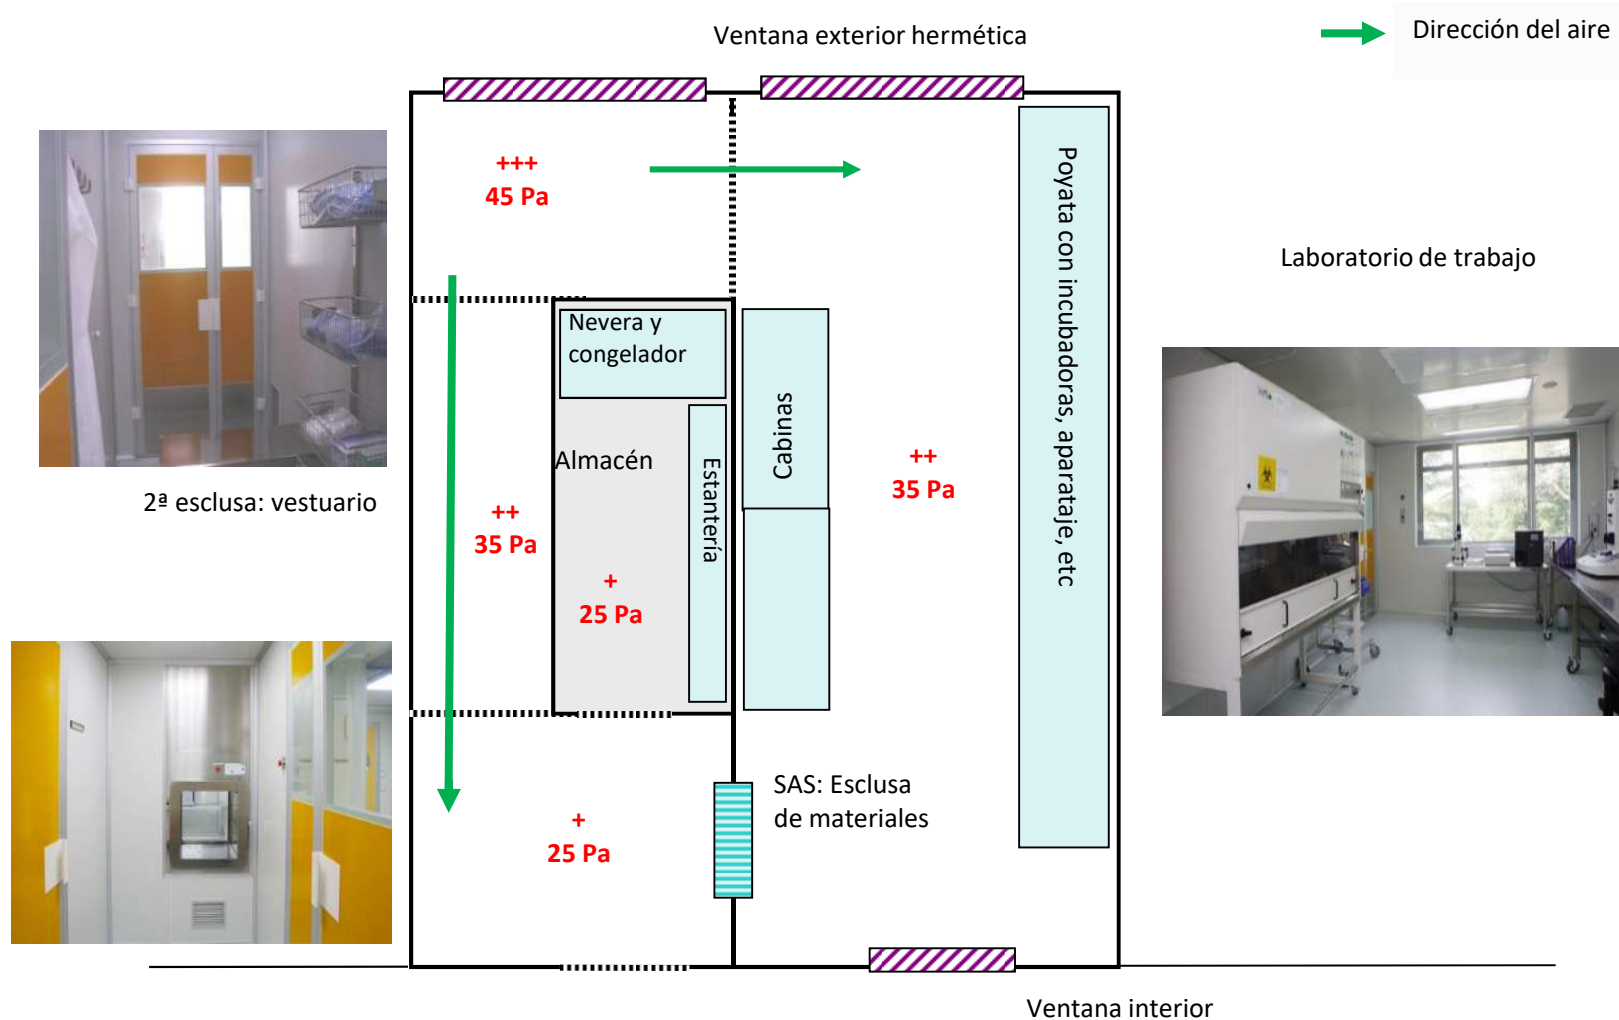 Ventana exterior hermética
Dirección del aire
+++
45 Pa
Poyata con incubadoras, aparataje, etc
Laboratorio de trabajo
Nevera y
congelador
Cabinas
Almacén
Estantería
++
35 Pa
2ª esclusa: vestuario
++
35 Pa
+
25 Pa
SAS: Esclusa
de materiales
+
25 Pa
Ventana interior